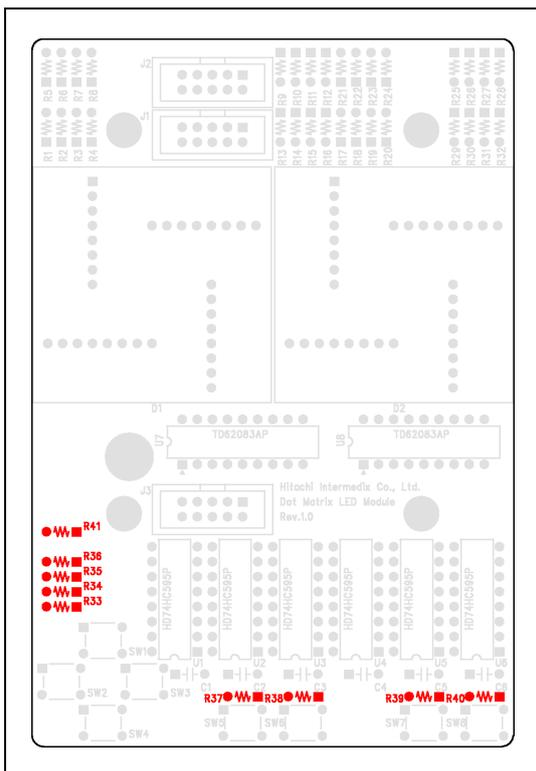 J2
R5
R6
R7
R8
R9
R10
R11
R12
R21
R22
R23
R24
R25
R26
R27
R28
J1
R1
R2
R3
R4
R13
R14
R15
R16
R17
R18
R19
R20
R29
R30
R31
R32
D1
D2
U7
TD62083AP
U8
TD62083AP
Hitachi Intermedix Co., Ltd.
J3
Dot Matrix LED Module
Rev.1.0
R41
R36
R35
R34
R33
HD74HC595P
HD74HC595P
HD74HC595P
HD74HC595P
HD74HC595P
HD74HC595P
SW1
U1
U2
U3
U4
U5
U6
SW2
SW3
C1
C2
C3
C4
C5
C6
R37
R38
R39
R40
SW4
SW5
SW6
SW7
SW8